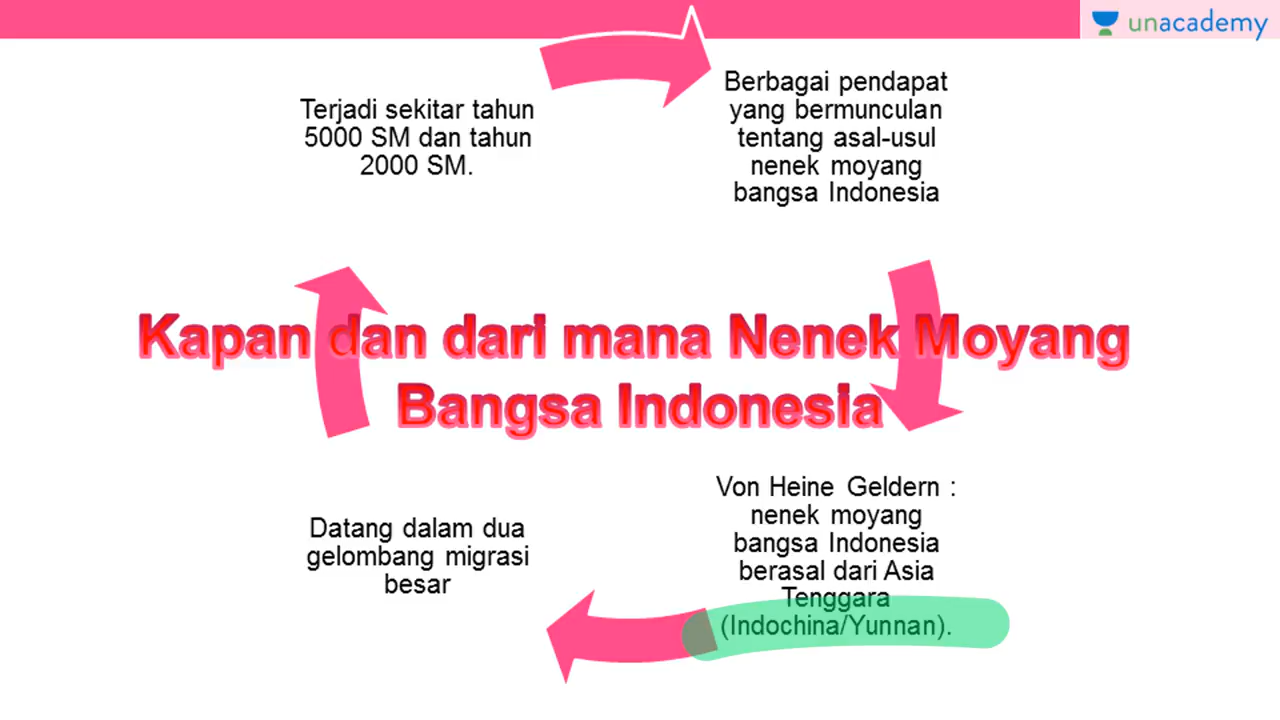 unacademy
Terjadi sekitar tahun
5000 SM dan tahun
2000 SM.
Berbagai pendapat
yang bermunculan
tentang asal-usul
nenek moyang
bangsa Indonesia
Kapan dan dari mana Nenek Moyang
Bangsa Indonesia
Datang dalam dua
gelombang migrasi
besar
Von Heine Geldern :
nenek moyang
bangsa Indonesia
berasal dari Asia
Tenggara
(Indochina/Yunnan).